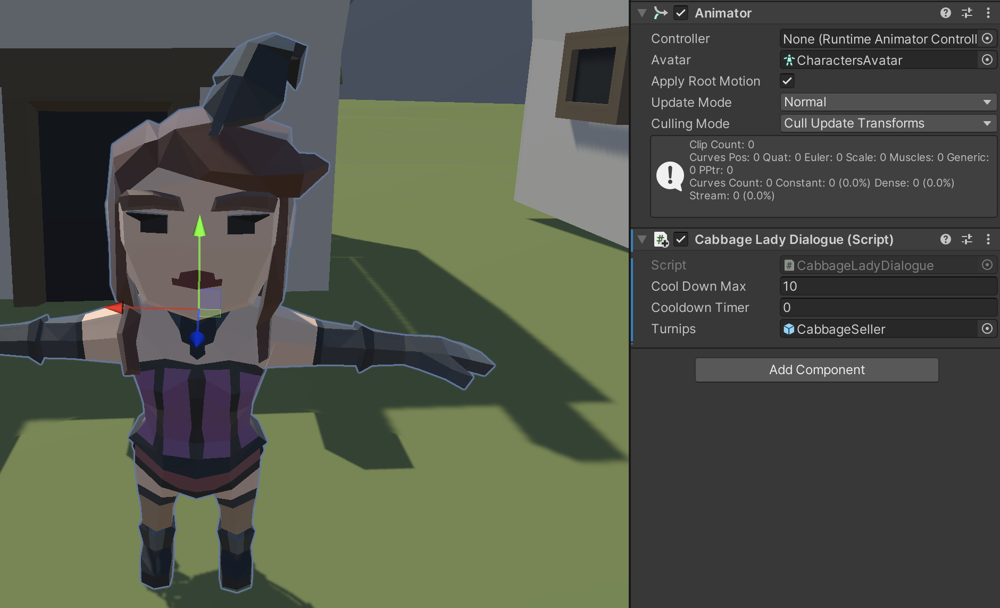 Animator
Controller
None (Runtime Animator Controll
Avatar
CharactersAvatar
Apply Root Motion
Update Mode
Normal
Culling Mode
Cull Update Transforms
Clip Count: 0
Curves Pos: 0 Quat: 0 Euler: 0 Scale: 0 Muscles: 0 Generic:
0 PPtr: 0
Curves Count: 0 Constant: 0 (0.0%) Dense: 0 (0.0%)
Stream: 0 (0.0%)
Cabbage Lady Dialogue (Script)
Script
CabbageLadyDialogue
Cool Down Max
10
Cooldown Timer
0
Turnips
CabbageSeller
Add Component